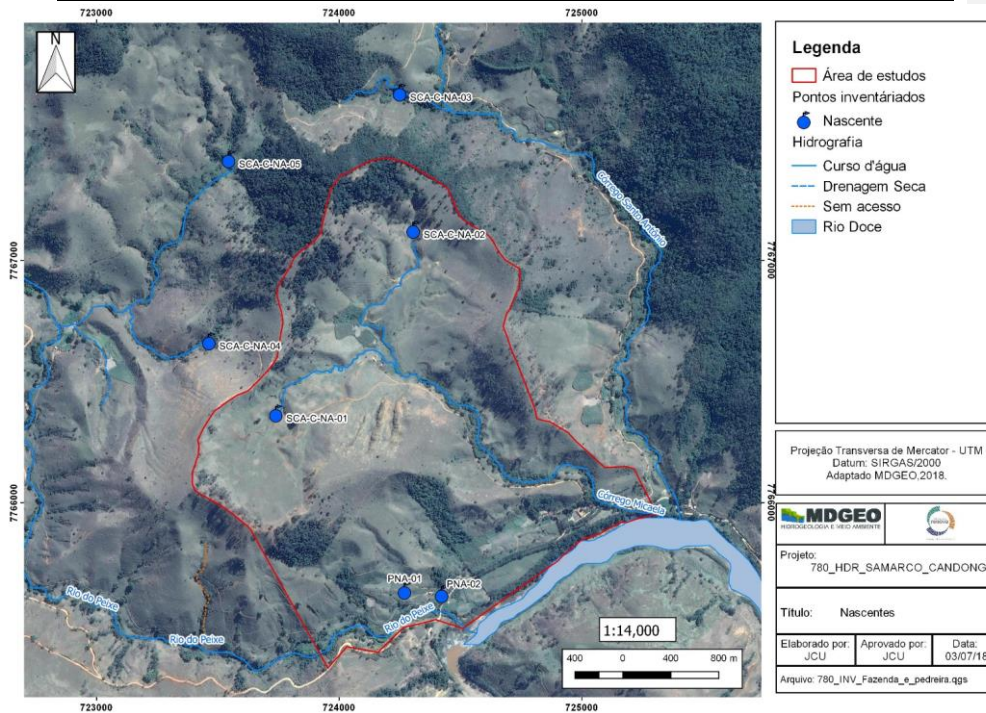 723000
724000
725000
N
SCA-C-NA-03
SCA-C-NA-05
Córrego Santo Antônio
SCA-C-NA-02
7767000
7767000
SCA-C-NA-04
SCA-C-NA-01
7766000
7766000
Córrego Micaela
PNA-01
PNA-02
Rio do Peixe
Rio do Peixe
Rio do Peixe
1:14,000
400 0 400 800 m
723000
724000
725000
Legenda
Área de estudos
Pontos inventáriados
Nascente
Hidrografia
Curso d'água
Drenagem Seca
Sem acesso
Rio Doce
Projeção Transversa de Mercator - UTM
Datum: SIRGAS/2000
Adaptado MDGEO,2018.
MDGEO
HIDROGEOLOGIA E MEIO AMBIENTE
Projeto:
780_HDR_SAMARCO_CANDONG
Título: Nascentes
Elaborado por:
JCU
Aprovado por:
JCU
Data:
03/07/18
Arquivo: 780_INV_Fazenda_e_pedreira.qgs